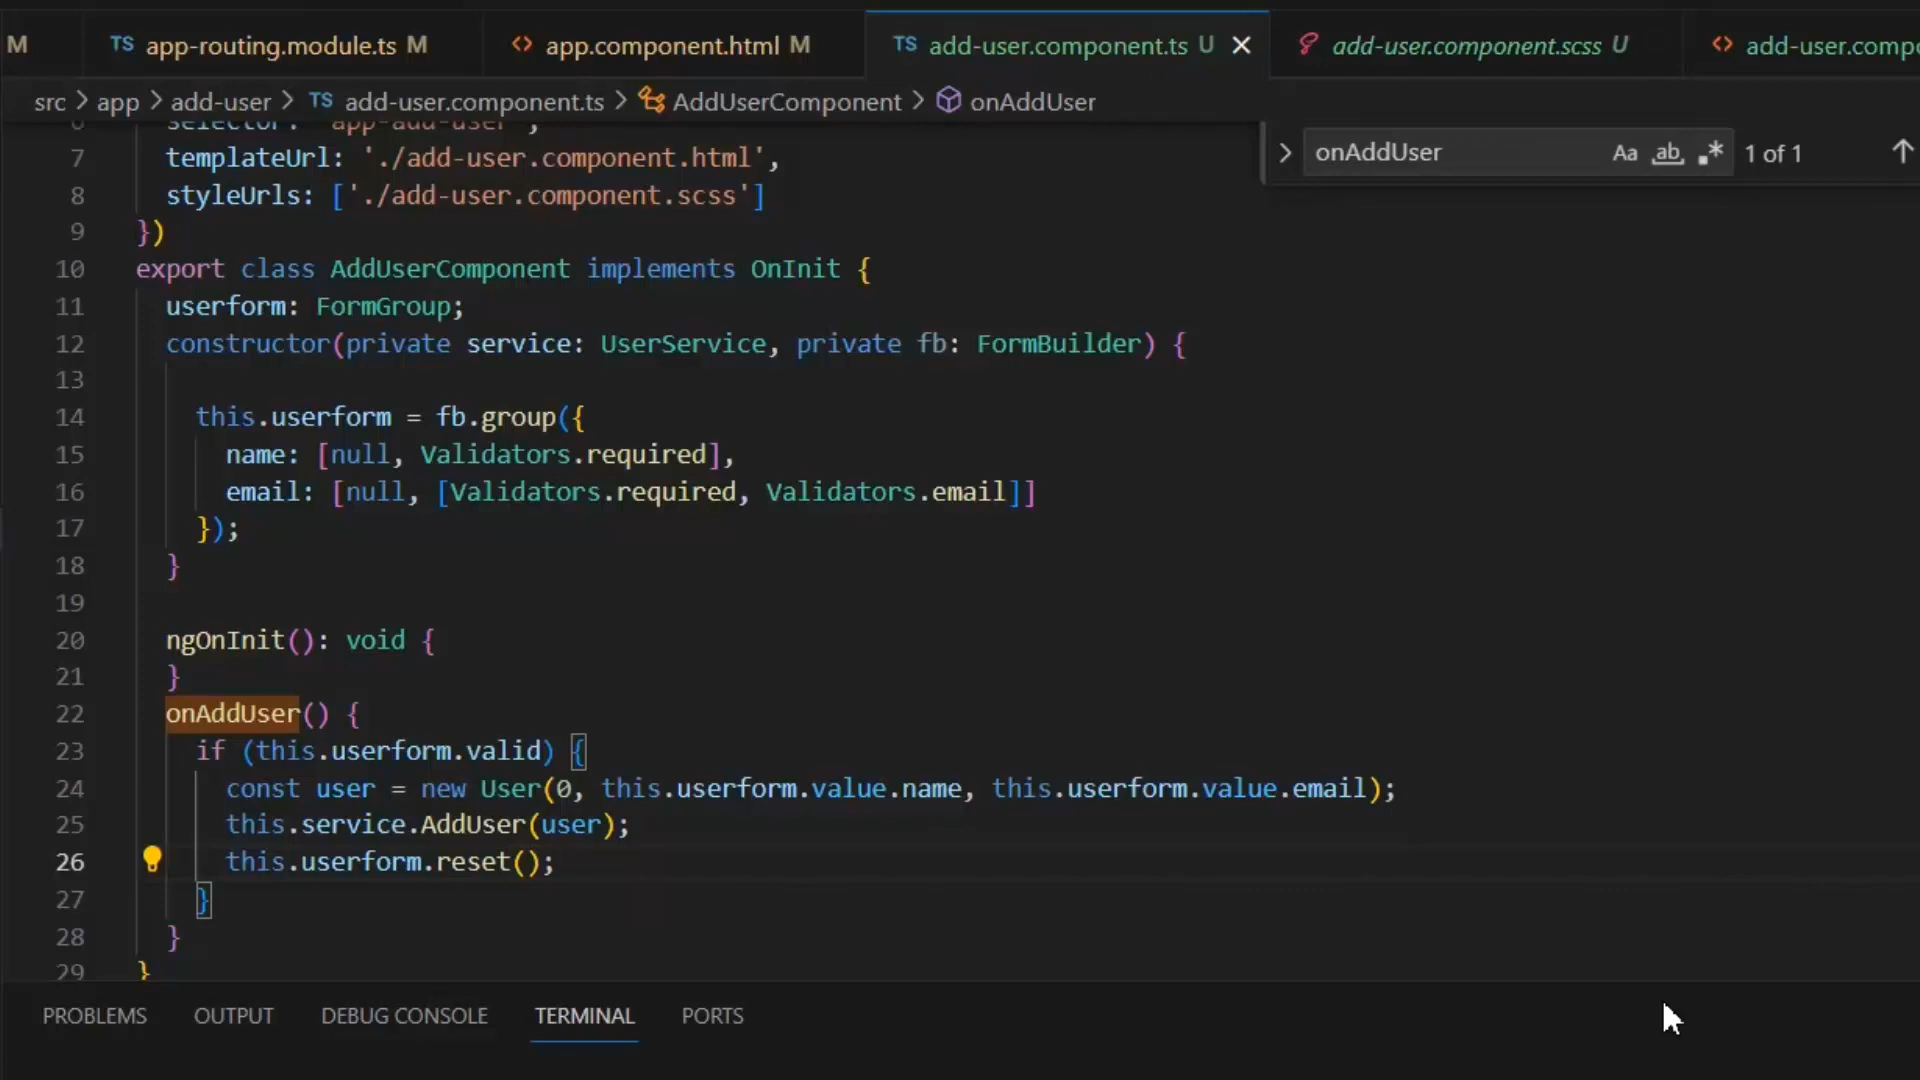 M
TS app-routing.module.ts M
<> app.component.html M
TS add-user.component.ts U
add-user.component.scss U
<> add-user.comp
src > app > add-user > TS add-user.component.ts > AddUserComponent > onAddUser
onAddUser Aa ab .* 1 of 1
6 selector: 'app-add-user',
7 templateUrl: './add-user.component.html',
8 styleUrls: ['./add-user.component.scss']
9 })
10 export class AddUserComponent implements OnInit {
11 userform: FormGroup;
12 constructor(private service: UserService, private fb: FormBuilder) {
13
14 this.userform = fb.group({
15 name: [null, Validators.required],
16 email: [null, [Validators.required, Validators.email]]
17 });
18 }
19
20 ngOnInit(): void {
21 }
22 onAddUser() {
23 if (this.userform.valid) {
24 const user = new User(0, this.userform.value.name, this.userform.value.email);
25 this.service.AddUser(user);
26 this.userform.reset();
27 }
28 }
29 }
PROBLEMS OUTPUT DEBUG CONSOLE TERMINAL PORTS